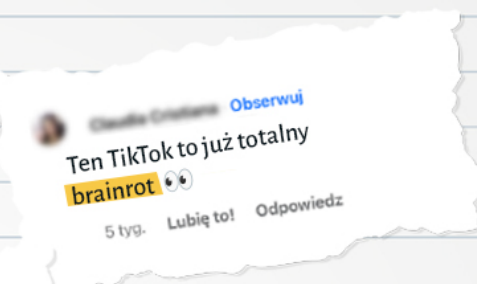 Obserwuj
Ten TikTok to już totalny
brainrot 👀
5 tyg. Lubię to! Odpowiedz